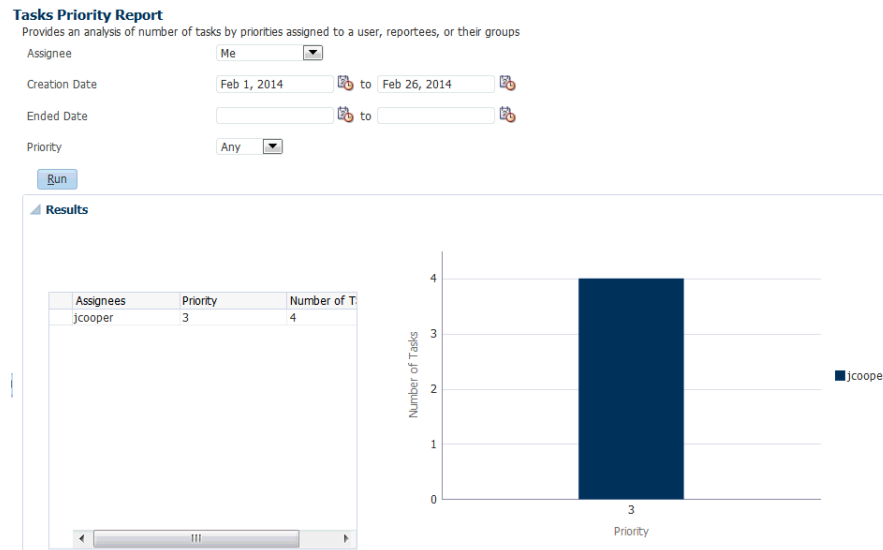 Tasks Priority Report
Provides an analysis of number of tasks by priorities assigned to a user, reportees, or their groups
Assignee Me
Creation Date Feb 1, 2014 to Feb 26, 2014
Ended Date to
Priority Any
Run
Results
Assignees Priority Number of T
jcooper 3 4
Number of Tasks
4
3
2
1
0
3
Priority
jcoope